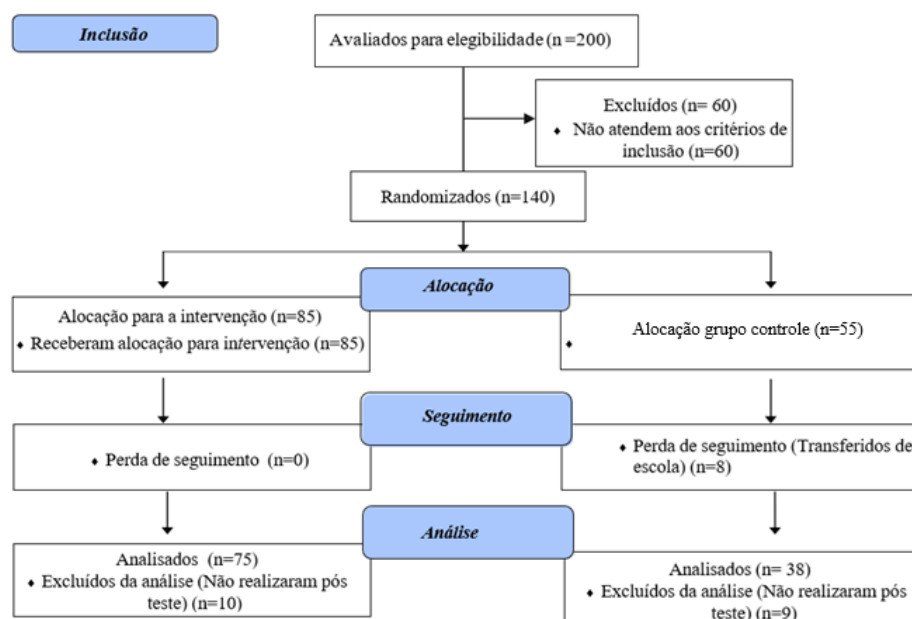 Inclusão
Avaliados para elegibilidade (n =200)
Excluídos (n= 60)
♦ Não atendem aos critérios de
inclusão (n=60)
Randomizados (n=140)
Alocação
Alocação para a intervenção (n=85)
♦ Receberam alocação para intervenção (n=85)
Alocação grupo controle (n=55)
♦
Seguimento
♦ Perda de seguimento (n=0)
♦ Perda de seguimento (Transferidos de
escola) (n=8)
Análise
Analisados (n=75)
♦ Excluídos da análise (Não realizaram pós
teste) (n=10)
Analisados (n= 38)
♦ Excluídos da análise (Não realizaram pós
teste) (n=9)